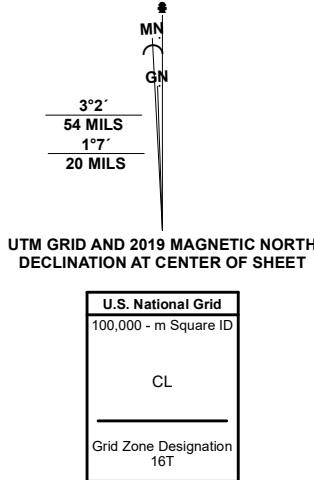 MN
GN
3°2´
54 MILS
1°7´
20 MILS
UTM GRID AND 2019 MAGNETIC NORTH
DECLINATION AT CENTER OF SHEET
U.S. National Grid
100,000 - m Square ID
CL
Grid Zone Designation
16T